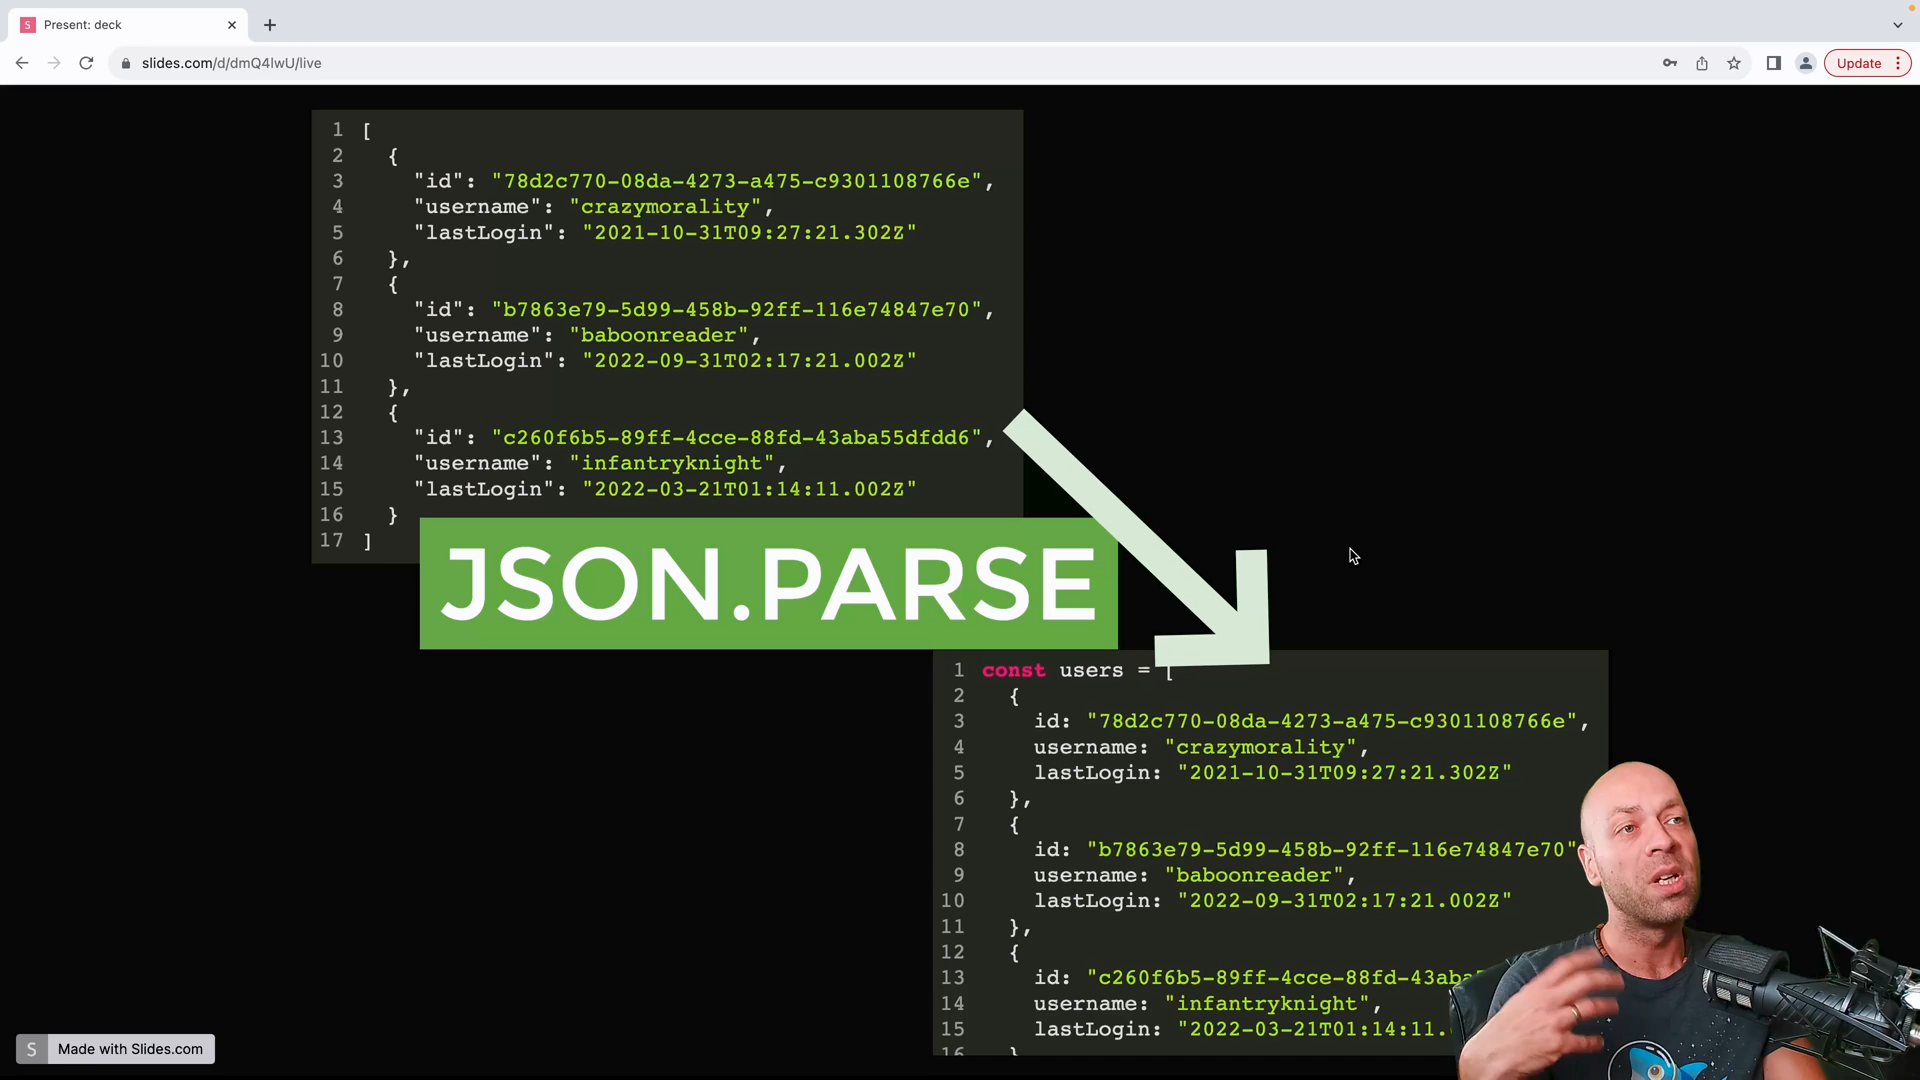 S Present: deck
slides.com/d/dmQ4lwU/live
Update
1 [
2 {
3 "id": "78d2c770-08da-4273-a475-c9301108766e",
4 "username": "crazymorality",
5 "lastLogin": "2021-10-31T09:27:21.302Z"
6 },
7 {
8 "id": "b7863e79-5d99-458b-92ff-116e74847e70",
9 "username": "baboonreader",
10 "lastLogin": "2022-09-31T02:17:21.002Z"
11 },
12 {
13 "id": "c260f6b5-89ff-4cce-88fd-43aba55dfdd6",
14 "username": "infantryknight",
15 "lastLogin": "2022-03-21T01:14:11.002Z"
16 }
17 ]
JSON.PARSE
1 const users = [
2 {
3 id: "78d2c770-08da-4273-a475-c9301108766e",
4 username: "crazymorality",
5 lastLogin: "2021-10-31T09:27:21.302Z"
6 },
7 {
8 id: "b7863e79-5d99-458b-92ff-116e74847e70"
9 username: "baboonreader",
10 lastLogin: "2022-09-31T02:17:21.002Z"
11 },
12 {
13 id: "c260f6b5-89ff-4cce-88fd-43aba
14 username: "infantryknight",
15 lastLogin: "2022-03-21T01:14:11.
16 }
S Made with Slides.com